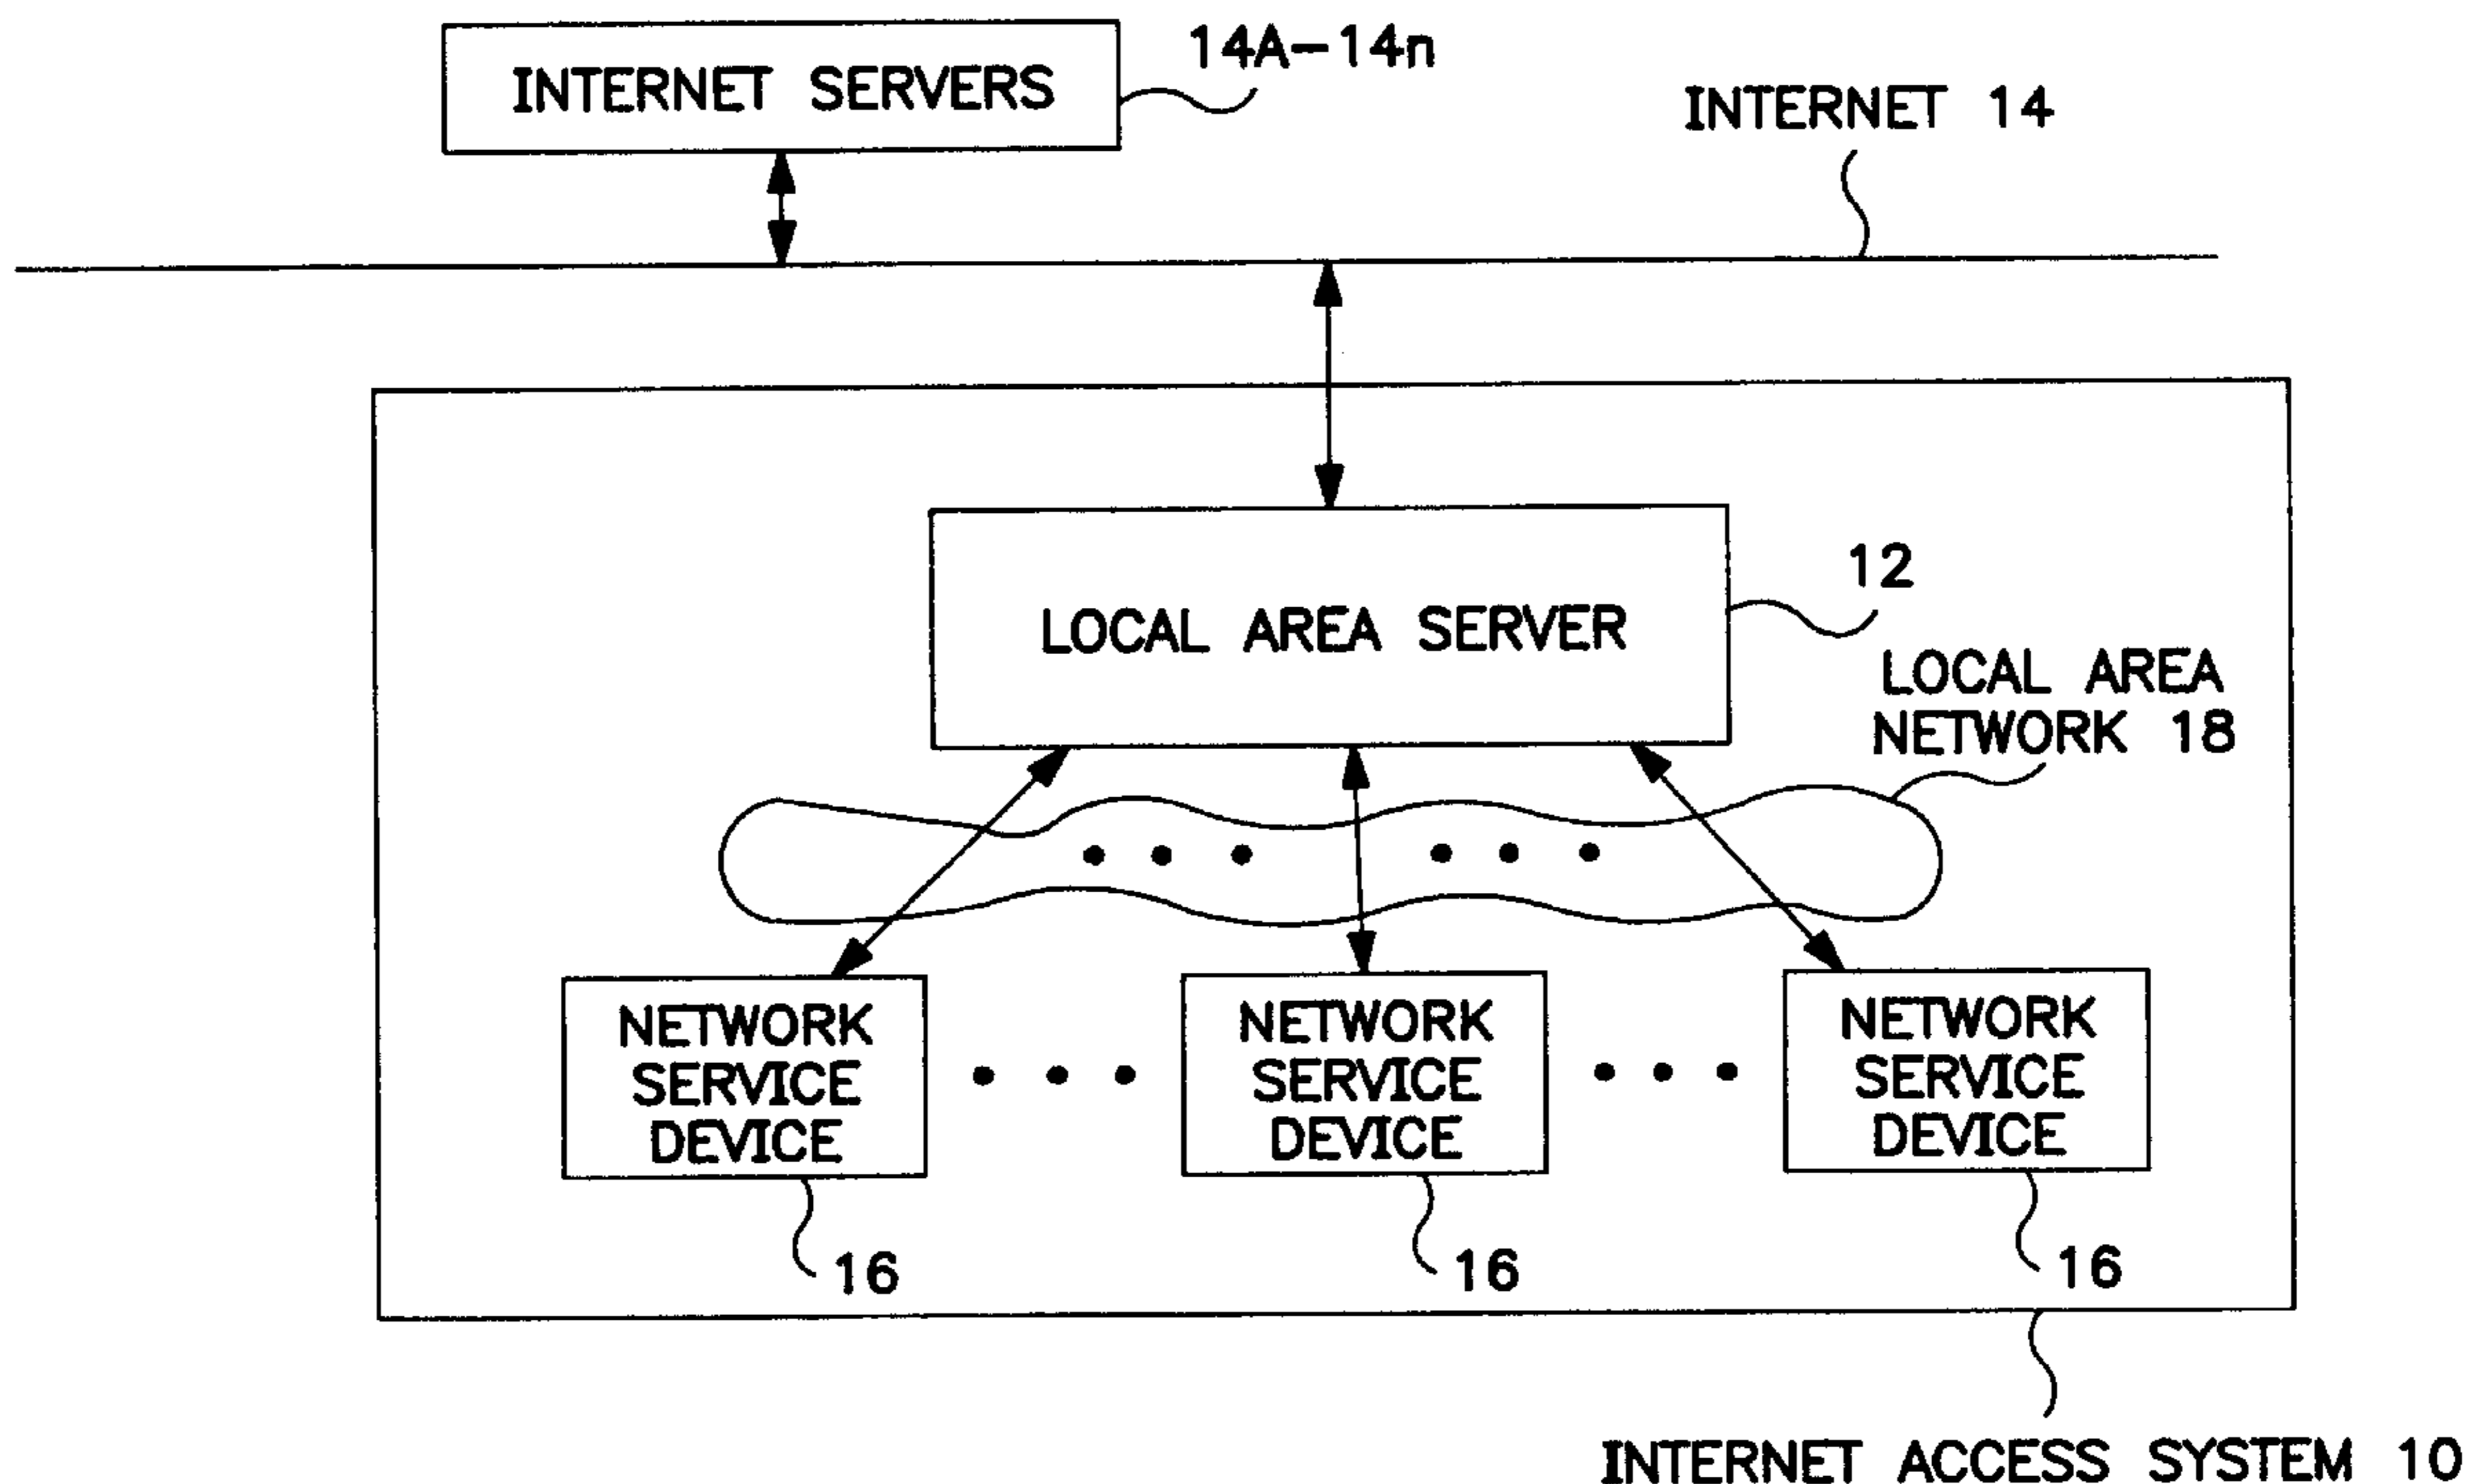 14A-14n
INTERNET SERVERS
INTERNET 14
12
LOCAL AREA SERVER
LOCAL AREA
NETWORK 18
NETWORK
SERVICE
DEVICE
NETWORK
SERVICE
DEVICE
NETWORK
SERVICE
DEVICE
16
16
16
INTERNET ACCESS SYSTEM 10